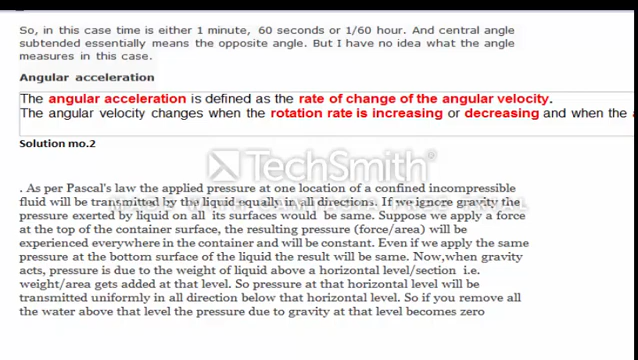 So, in this case time is either 1 minute, 60 seconds or 1/60 hour. And central angle
subtended essentially means the opposite angle. But I have no idea what the angle
measures in this case.
Angular acceleration
The angular acceleration is defined as the rate of change of the angular velocity.
The angular velocity changes when the rotation rate is increasing or decreasing and when the
Solution mo.2
TechSmith
. As per Pascal's law the applied pressure at one location of a confined incompressible
fluid will be transmitted by the liquid equally in all directions. If we ignore gravity the
pressure exerted by liquid on all its surfaces would be same. Suppose we apply a force
at the top of the container surface, the resulting pressure (force/area) will be
experienced everywhere in the container and will be constant. Even if we apply the same
pressure at the bottom surface of the liquid the result will be same. Now,when gravity
acts, pressure is due to the weight of liquid above a horizontal level/section i.e.
weight/area gets added at that level. So pressure at that horizontal level will be
transmitted uniformly in all direction below that horizontal level. So if you remove all
the water above that level the pressure due to gravity at that level becomes zero